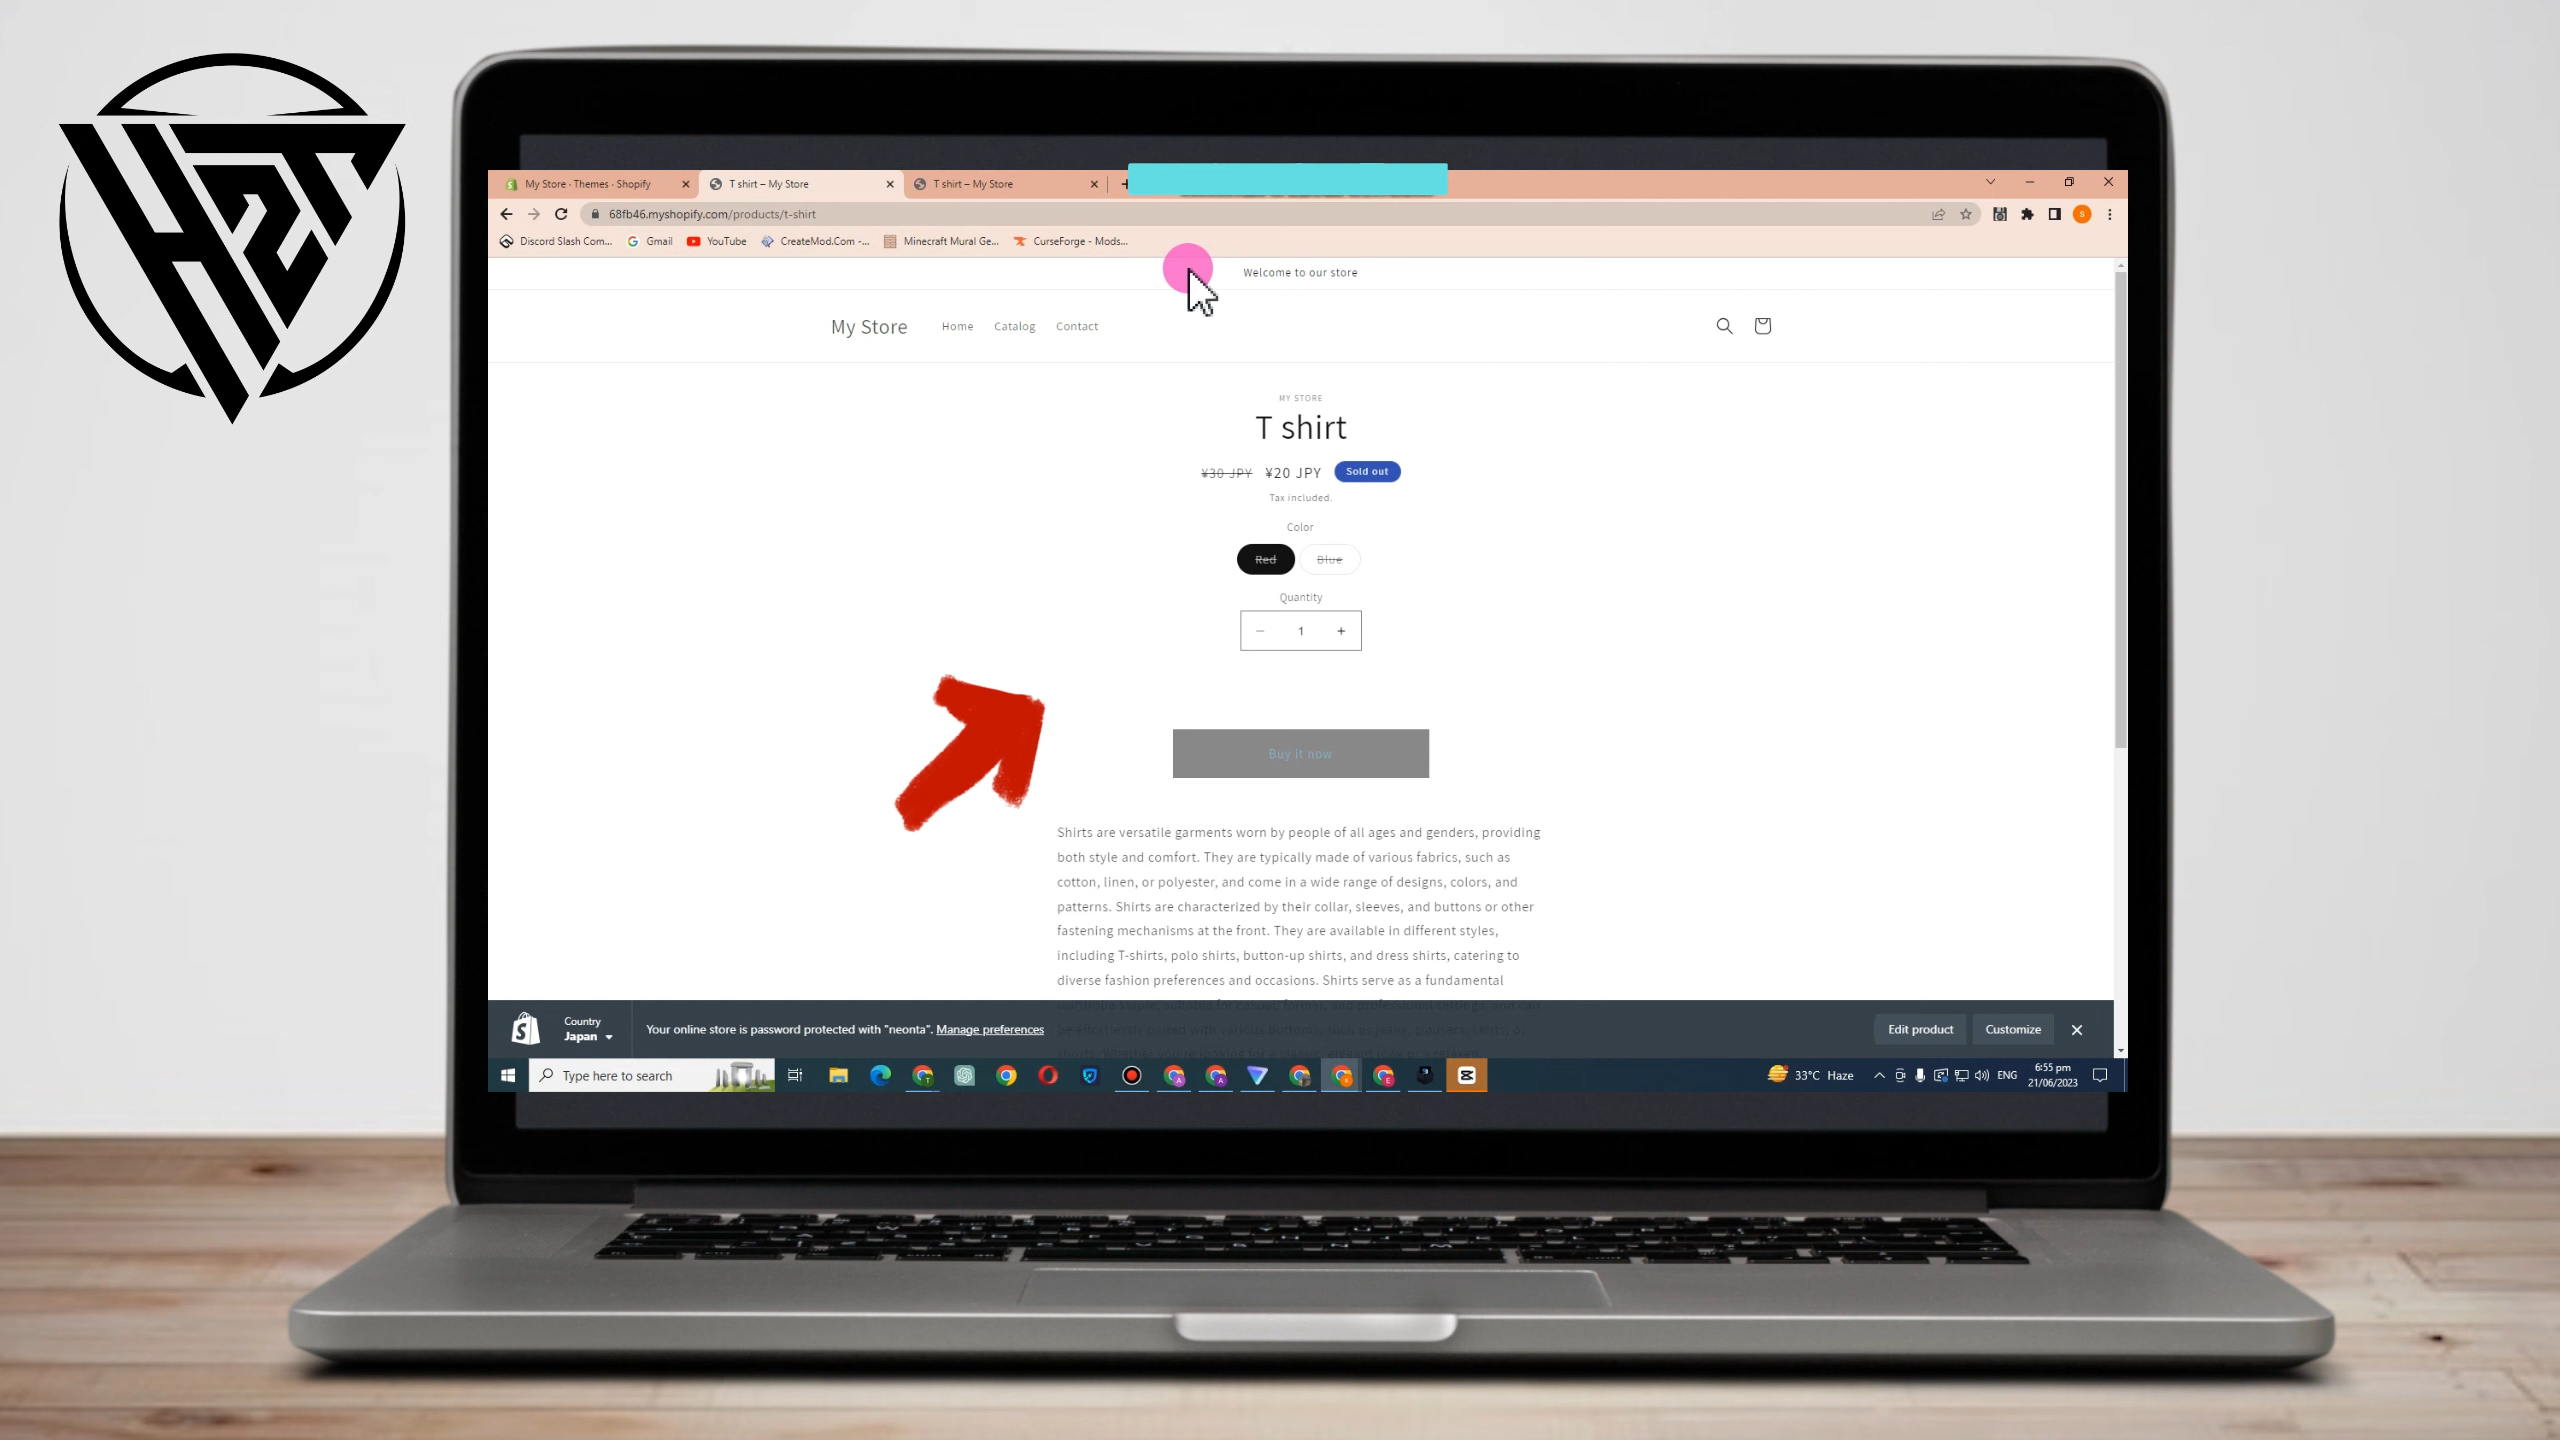 H2T
My Store · Themes · Shopify
T shirt – My Store
T shirt – My Store
68fb46.myshopify.com/products/t-shirt
Discord Slash Com...
Gmail
YouTube
CreateMod.Com -...
Minecraft Mural Ge...
CurseForge - Mods...
Welcome to our store
My Store
Home
Catalog
Contact
MY STORE
T shirt
¥30 JPY ¥20 JPY Sold out
Tax included.
Color
Red Blue
Quantity
1
Buy it now
Shirts are versatile garments worn by people of all ages and genders, providing
both style and comfort. They are typically made of various fabrics, such as
cotton, linen, or polyester, and come in a wide range of designs, colors, and
patterns. Shirts are characterized by their collar, sleeves, and buttons or other
fastening mechanisms at the front. They are available in different styles,
including T-shirts, polo shirts, button-up shirts, and dress shirts, catering to
diverse fashion preferences and occasions. Shirts serve as a fundamental
Country
Japan
Your online store is password protected with "neonta". Manage preferences
Edit product
Customize
Type here to search
33°C Haze
ENG
6:55 pm
21/06/2023